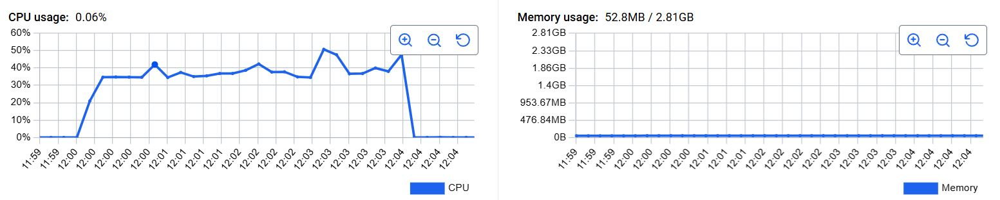 CPU usage: 0.06%
60%
50%
40%
30%
20%
10%
0%
11:59 11:59 12:00 12:00 12:00 12:00 12:00 12:01 12:01 12:01 12:01 12:02 12:02 12:02 12:02 12:03 12:03 12:03 12:03 12:03 12:04 12:04 12:04 12:04
CPU
Memory usage: 52.8MB / 2.81GB
2.81GB
2.33GB
1.86GB
1.4GB
953.67MB
476.84MB
0B
11:59 11:59 11:59 12:00 12:00 12:00 12:00 12:01 12:01 12:01 12:02 12:02 12:02 12:02 12:03 12:03 12:03 12:03 12:04 12:04 12:04 12:04
Memory